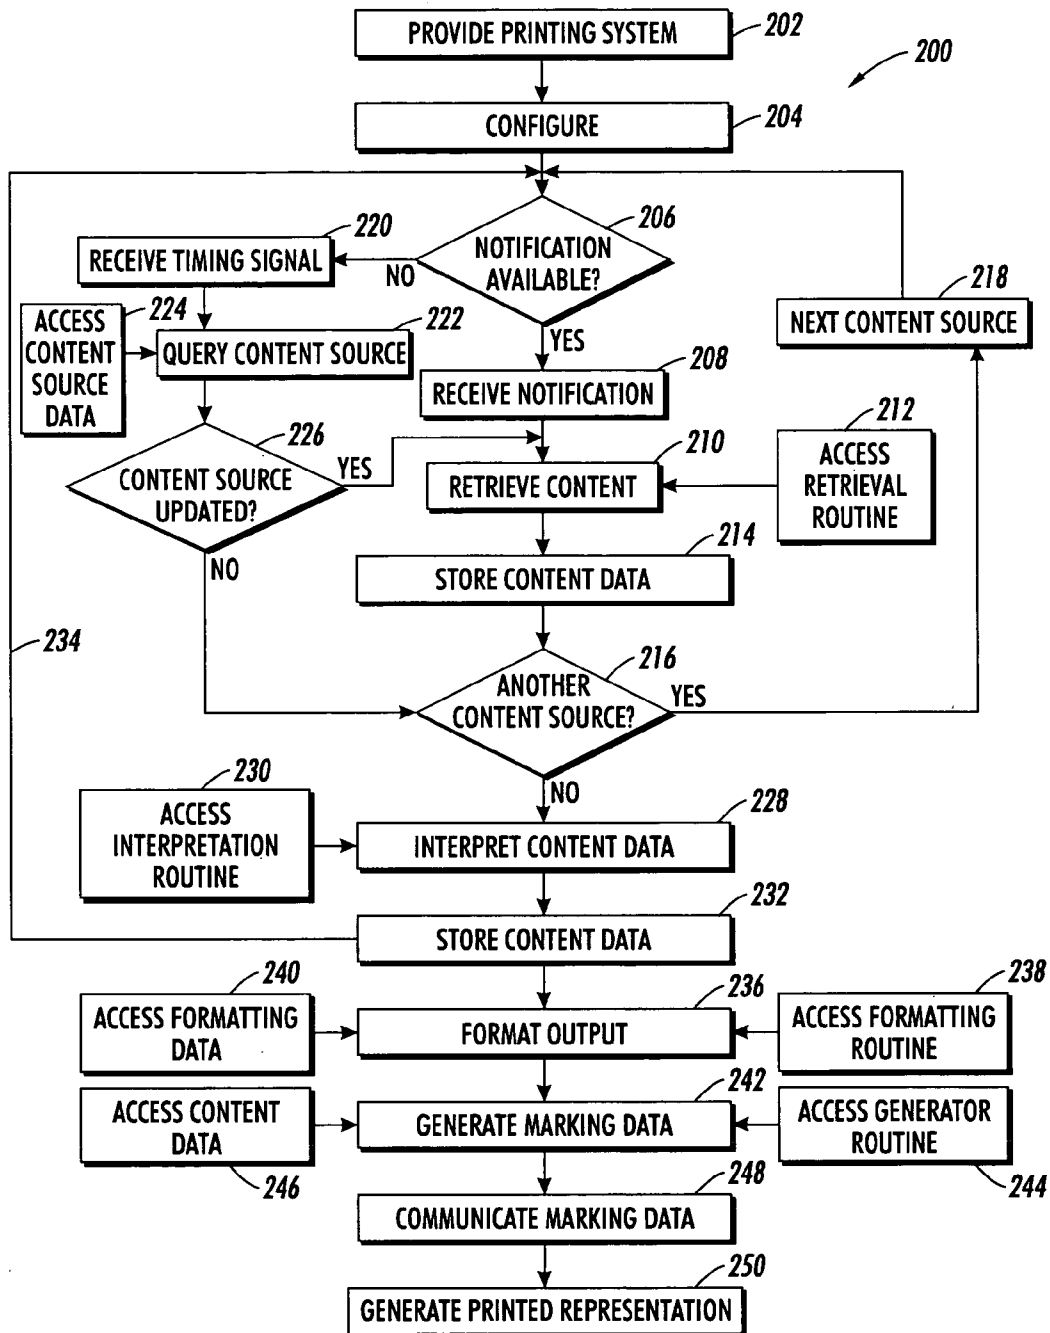 PROVIDE PRINTING SYSTEM
202
200
CONFIGURE
204
206
NOTIFICATION
AVAILABLE?
NO
YES
220
RECEIVE TIMING SIGNAL
218
NEXT CONTENT SOURCE
224
ACCESS
CONTENT
SOURCE
DATA
222
QUERY CONTENT SOURCE
208
RECEIVE NOTIFICATION
226
CONTENT SOURCE
UPDATED?
YES
NO
210
RETRIEVE CONTENT
212
ACCESS
RETRIEVAL
ROUTINE
214
STORE CONTENT DATA
234
216
ANOTHER
CONTENT SOURCE?
YES
NO
230
ACCESS
INTERPRETATION
ROUTINE
228
INTERPRET CONTENT DATA
232
STORE CONTENT DATA
240
ACCESS FORMATTING
DATA
236
FORMAT OUTPUT
238
ACCESS FORMATTING
ROUTINE
ACCESS CONTENT
DATA
246
242
GENERATE MARKING DATA
ACCESS GENERATOR
ROUTINE
244
248
COMMUNICATE MARKING DATA
250
GENERATE PRINTED REPRESENTATION